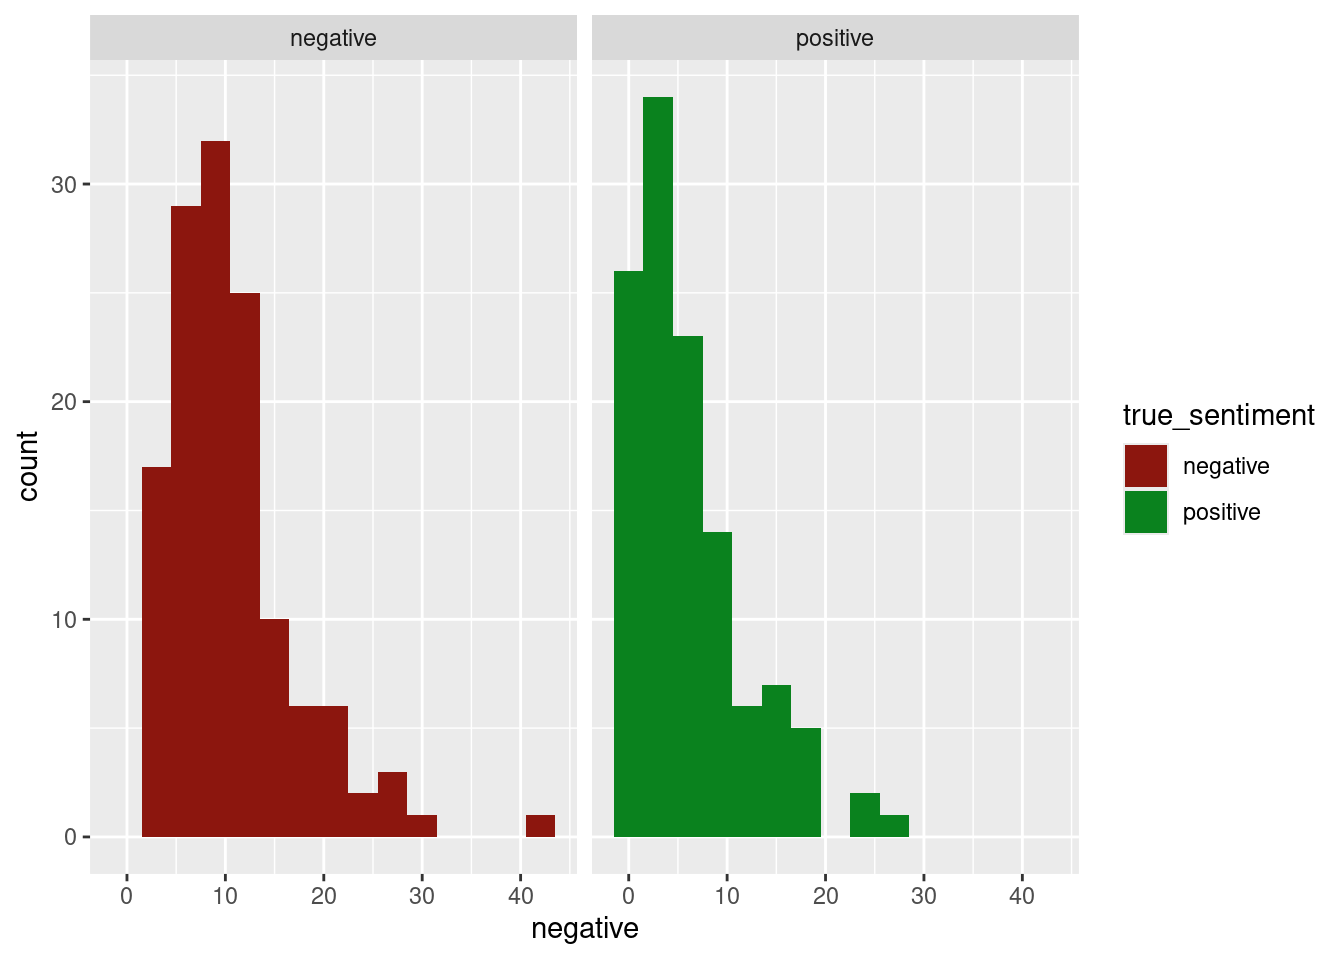 negative
positive
30
20
10
0
count
0 10 20 30 40
0 10 20 30 40
negative
true_sentiment
negative
positive